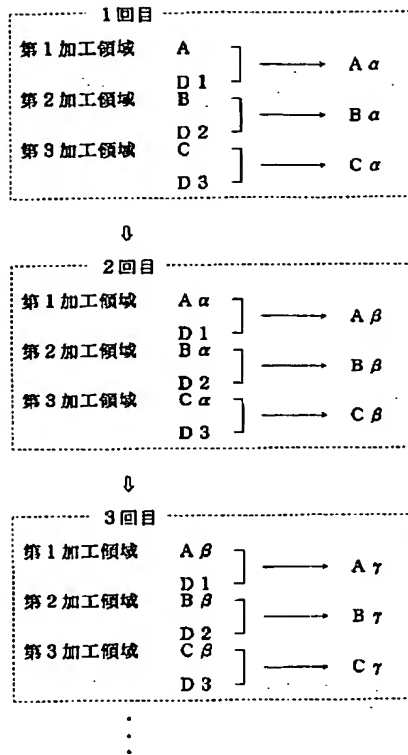 1回目
第1加工領域 A
D1 A α
第2加工領域 B
D2 B α
第3加工領域 C
D3 C α
2回目
第1加工領域 A α
D1 A β
第2加工領域 B α
D2 B β
第3加工領域 C α
D3 C β
3回目
第1加工領域 A β
D1 A γ
第2加工領域 B β
D2 B γ
第3加工領域 C β
D3 C γ